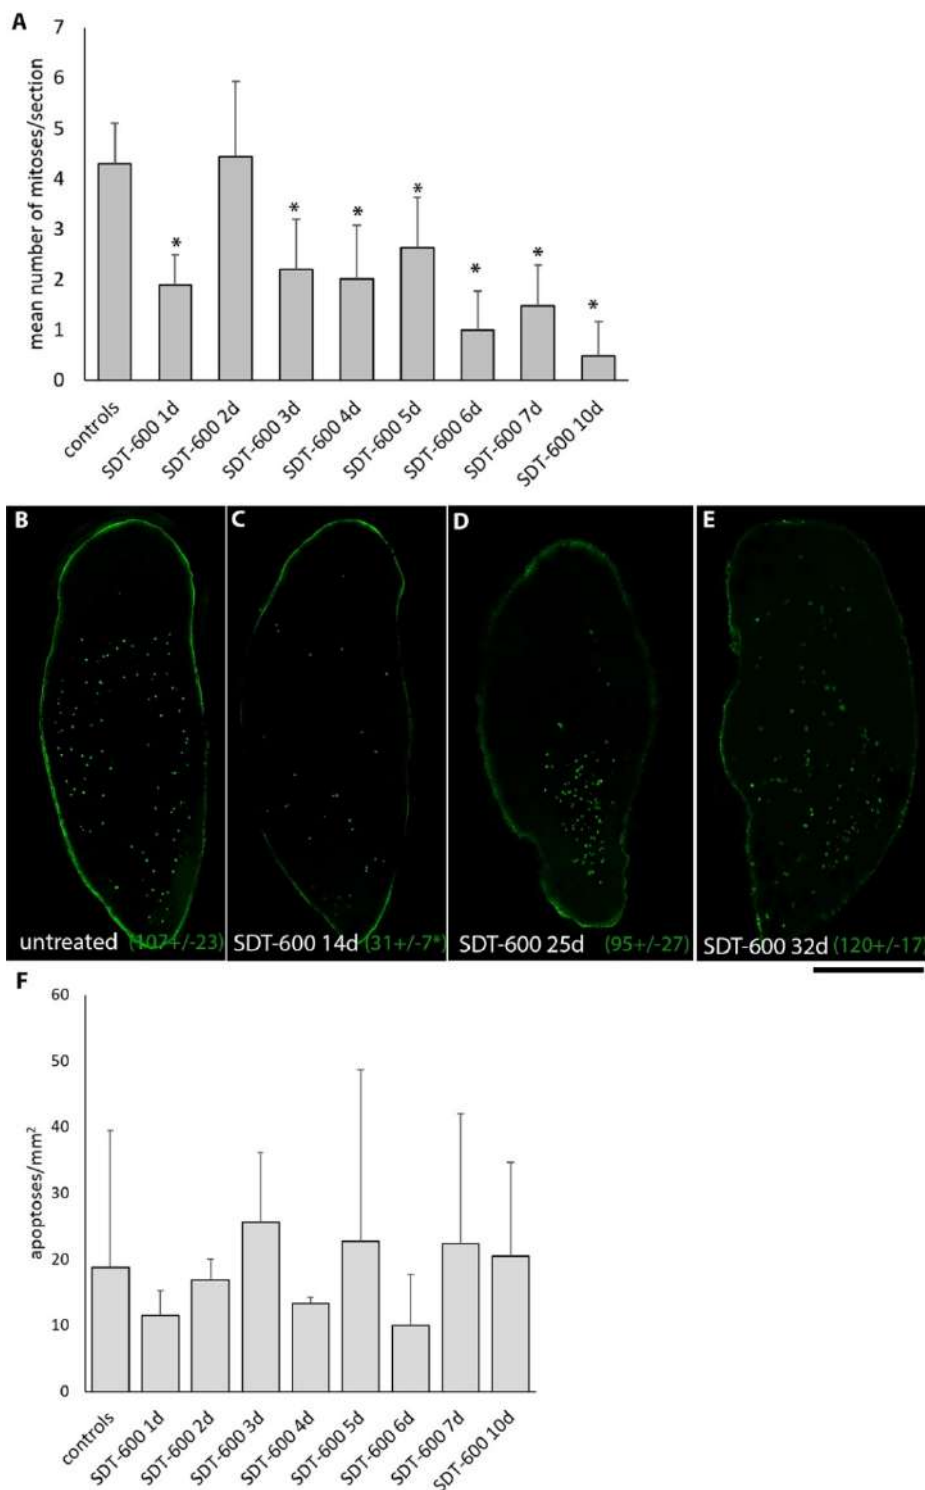 A
mean number of mitoses/section
7
6
5
4
3
2
1
0
* * * * * * *
controls
SDT-600 1d
SDT-600 2d
SDT-600 3d
SDT-600 4d
SDT-600 5d
SDT-600 6d
SDT-600 7d
SDT-600 10d
B
untreated (107+/-23)
C
SDT-600 14d (31+/-7*)
D
SDT-600 25d (95+/-27)
E
SDT-600 32d (120+/-17)
F
apoptoses/mm²
60
50
40
30
20
10
0
controls
SDT-600 1d
SDT-600 2d
SDT-600 3d
SDT-600 4d
SDT-600 5d
SDT-600 6d
SDT-600 7d
SDT-600 10d